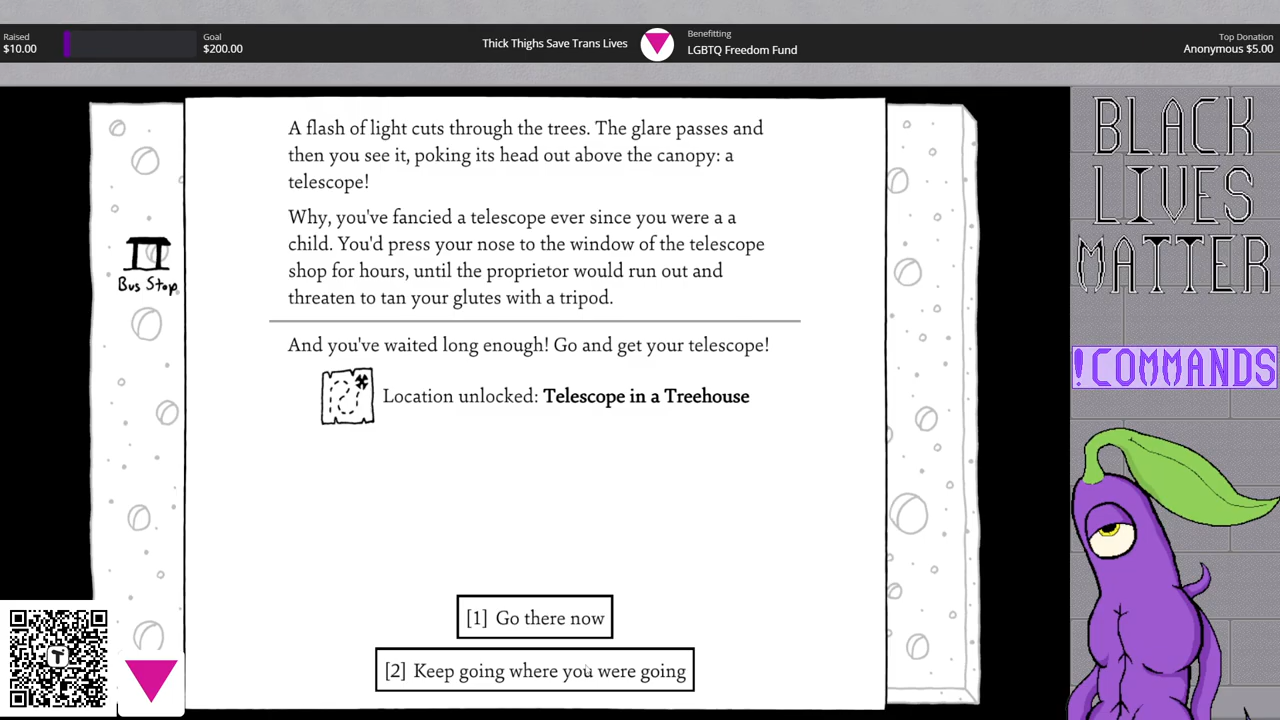 Raised
$10.00
Goal
$200.00
Thick Thighs Save Trans Lives
Benefitting
LGBTQ Freedom Fund
Top Donation
Anonymous $5.00
A flash of light cuts through the trees. The glare passes and
then you see it, poking its head out above the canopy: a
telescope!
Why, you've fancied a telescope ever since you were a a
child. You'd press your nose to the window of the telescope
shop for hours, until the proprietor would run out and
threaten to tan your glutes with a tripod.
And you've waited long enough! Go and get your telescope!
Location unlocked: Telescope in a Treehouse
[1] Go there now
[2] Keep going where you were going
Bus Stop
BLACK
LIVES
MATTER
!COMMANDS
T